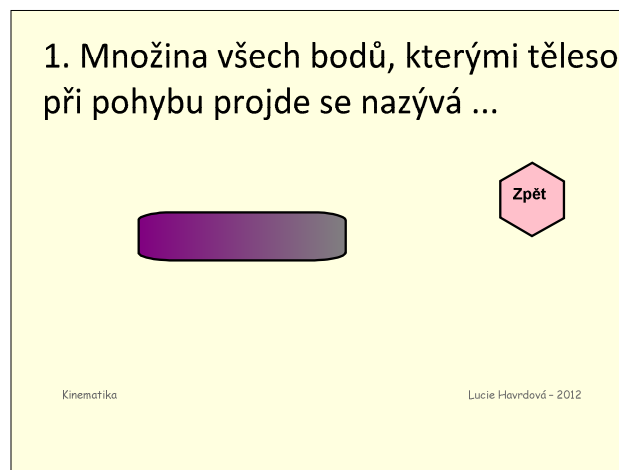 1. Množina všech bodů, kterými těleso
při pohybu projde se nazývá ...
Zpět
Kinematika
Lucie Havrdová – 2012